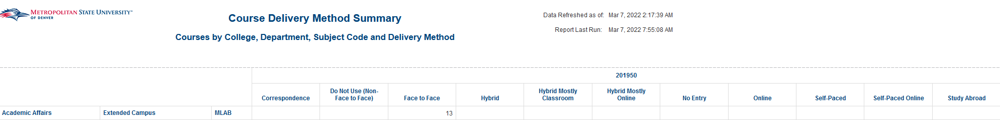 METROPOLITAN STATE UNIVERSITY™
OF DENVER
Course Delivery Method Summary
Courses by College, Department, Subject Code and Delivery Method
Data Refreshed as of: Mar 7, 2022 2:17:39 AM
Report Last Run: Mar 7, 2022 7:55:08 AM
201950
Correspondence
Do Not Use (Non-
Face to Face)
Face to Face
Hybrid
Hybrid Mostly
Classroom
Hybrid Mostly
Online
No Entry
Online
Self-Paced
Self-Paced Online
Study Abroad
Academic Affairs Extended Campus MLAB 13